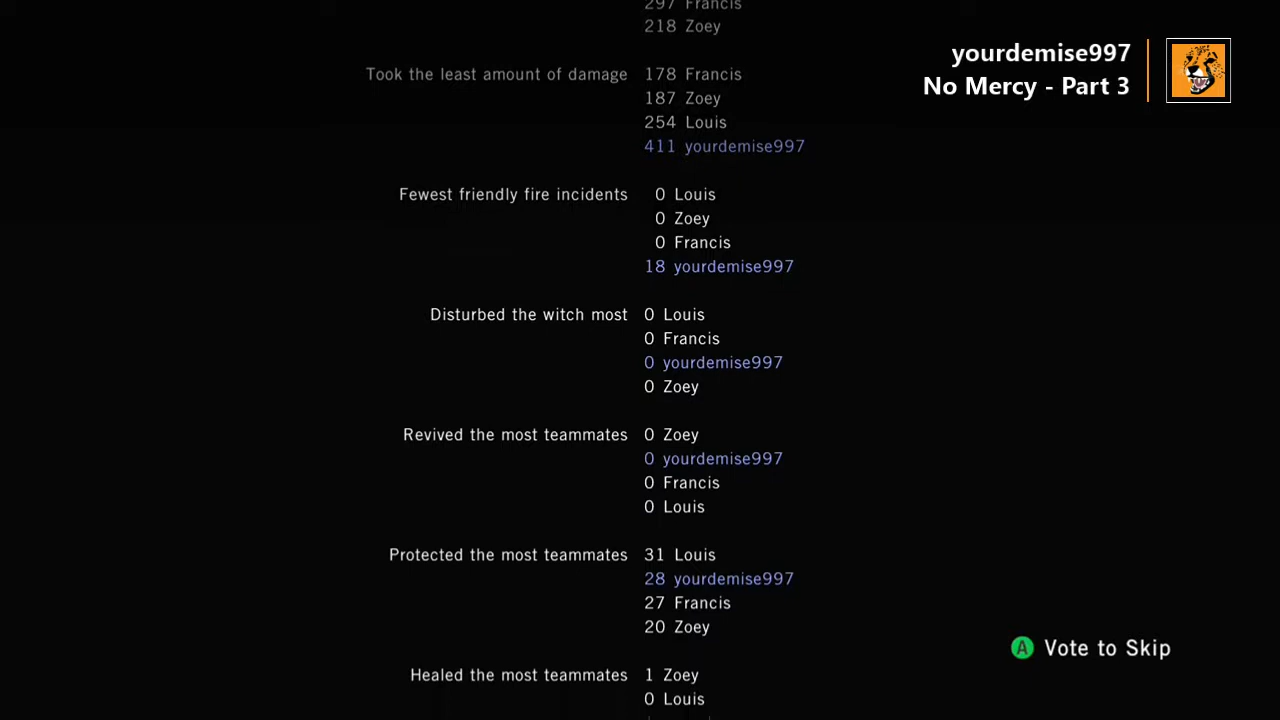 297 Francis
218 Zoey
yourdemise997
No Mercy - Part 3
Took the least amount of damage 178 Francis
187 Zoey
254 Louis
411 yourdemise997
Fewest friendly fire incidents 0 Louis
0 Zoey
0 Francis
18 yourdemise997
Disturbed the witch most 0 Louis
0 Francis
0 yourdemise997
0 Zoey
Revived the most teammates 0 Zoey
0 yourdemise997
0 Francis
0 Louis
Protected the most teammates 31 Louis
28 yourdemise997
27 Francis
20 Zoey
A Vote to Skip
Healed the most teammates 1 Zoey
0 Louis